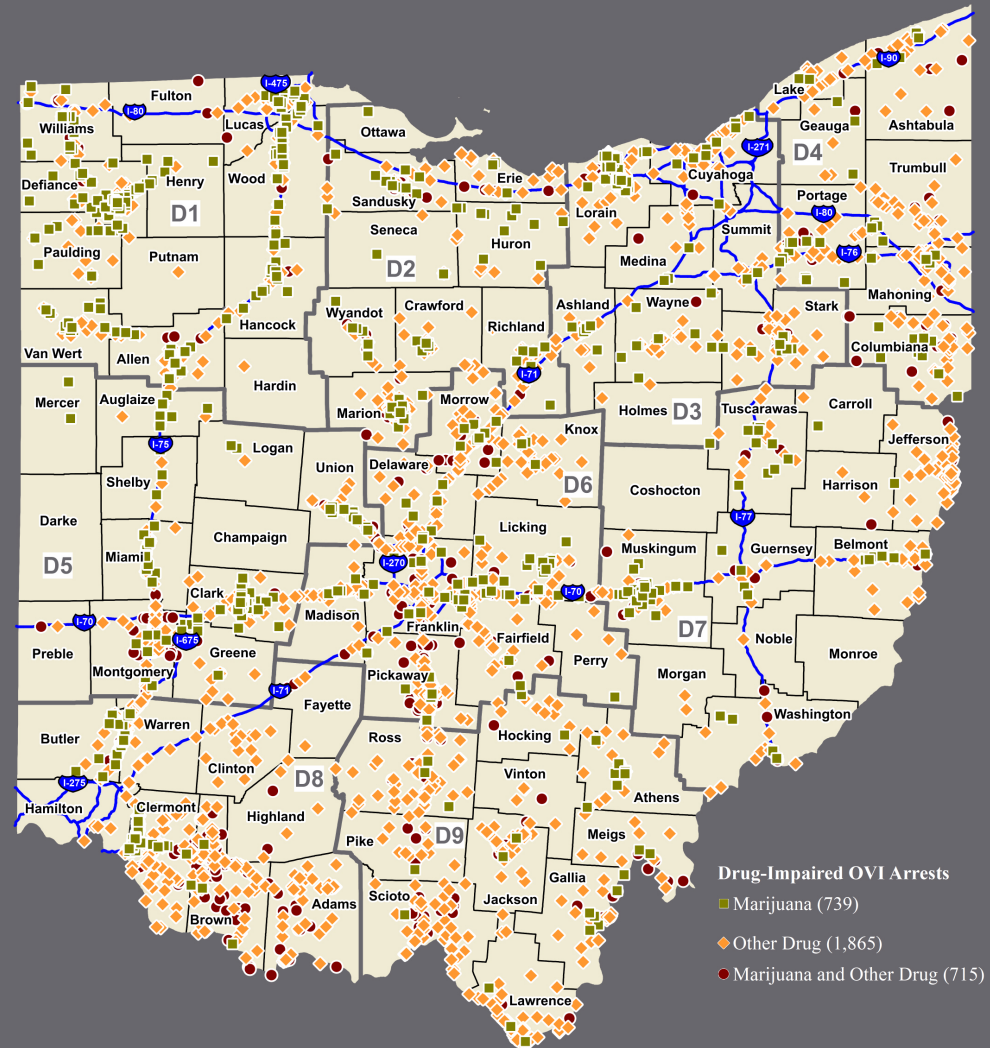 I-90
I-475
Fulton
Lake
I-80
Williams
Lucas
Ottawa
Geauga
Ashtabula
I-271
D4
Cuyahoga
Trumbull
Defiance
Henry
Wood
Erie
Sandusky
Portage
D1
Lorain
I-80
Seneca
Summit
Huron
Paulding
Putnam
I-76
Medina
D2
Mahoning
Wyandot
Crawford
Ashland
Wayne
Stark
Hancock
Richland
Van Wert
Allen
Columbiana
I-71
Hardin
Mercer
Auglaize
Marion
Morrow
Holmes
D3
Tuscarawas
Carroll
Knox
I-75
Logan
Jefferson
Union
Delaware
Shelby
D6
Coshocton
Harrison
Darke
I-77
Licking
Champaign
Miami
D5
Muskingum
Guernsey
Belmont
I-270
Clark
I-70
Madison
I-70
Franklin
D7
I-675
Fairfield
Noble
Preble
Greene
Perry
Monroe
Montgomery
Pickaway
Morgan
I-71
Fayette
Washington
Warren
Butler
Ross
Hocking
Clinton
D8
Vinton
I-275
Athens
Hamilton
Clermont
Highland
Pike
D9
Meigs
Drug-Impaired OVI Arrests
Gallia
Scioto
Jackson
Adams
Marijuana (739)
Brown
Other Drug (1,865)
Marijuana and Other Drug (715)
Lawrence